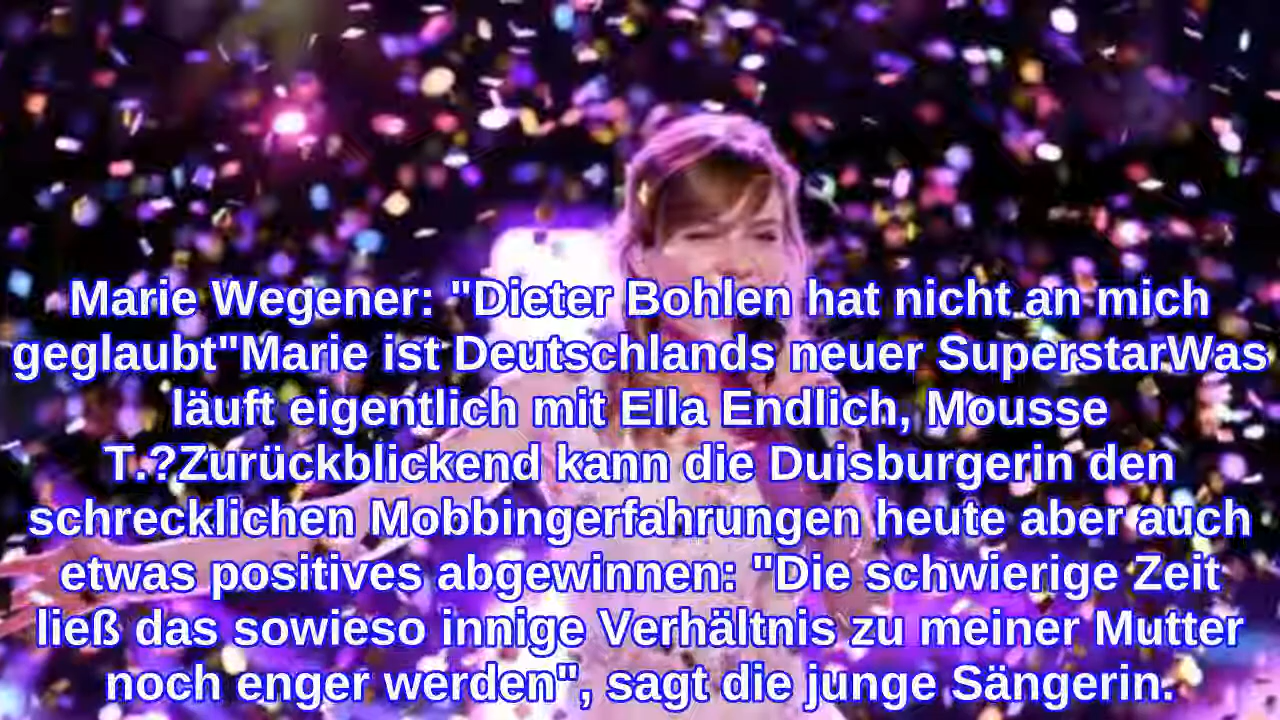 Marie Wegener: "Dieter Bohlen hat nicht an mich
geglaubt"Marie ist Deutschlands neuer SuperstarWas
läuft eigentlich mit Ella Endlich, Mousse
T.?Zurückblickend kann die Duisburgerin den
schrecklichen Mobbingerfahrungen heute aber auch
etwas positives abgewinnen: "Die schwierige Zeit
ließ das sowieso innige Verhältnis zu meiner Mutter
noch enger werden", sagt die junge Sängerin.